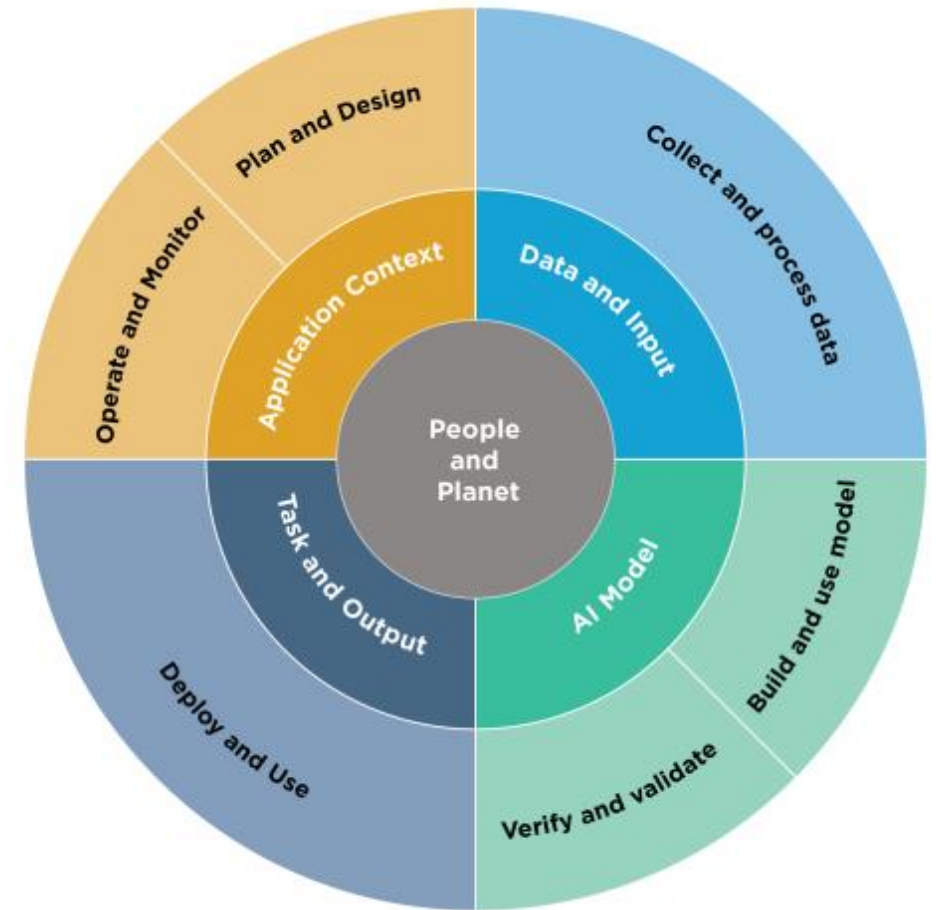 Plan and Design
Collect and process data
Operate and Monitor
Application Context
Data and Input
People
and
Planet
Task and Output
AI Model
Build and use model
Deploy and Use
Verify and validate